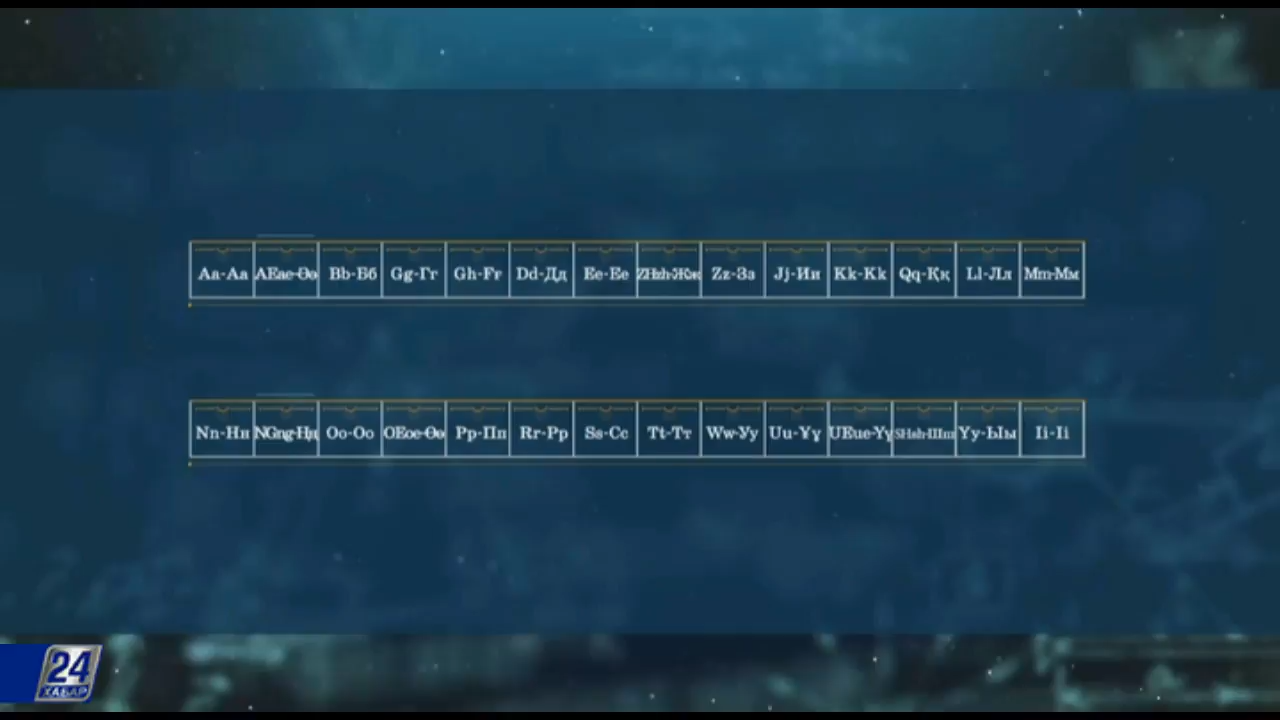 Aa-Aa AEae-Әә Bb-Бб Gg-Гг Gh-Ғғ Dd-Дд Ee-Ее ZHzh-Жж Zz-Зз Jj-Ии Kk-Kk Qq-Ққ Ll-Лл Mm-Мм
Nn-Нн NGng-Ңң Oo-Оо OEoe-Өө Pp-Пп Rr-Рр Ss-Сс Tt-Тт Ww-Уу Uu-Ұұ UEue-Үү SHsh-Шш Yy-Ыы Ii-Іі
24
ХАБАР